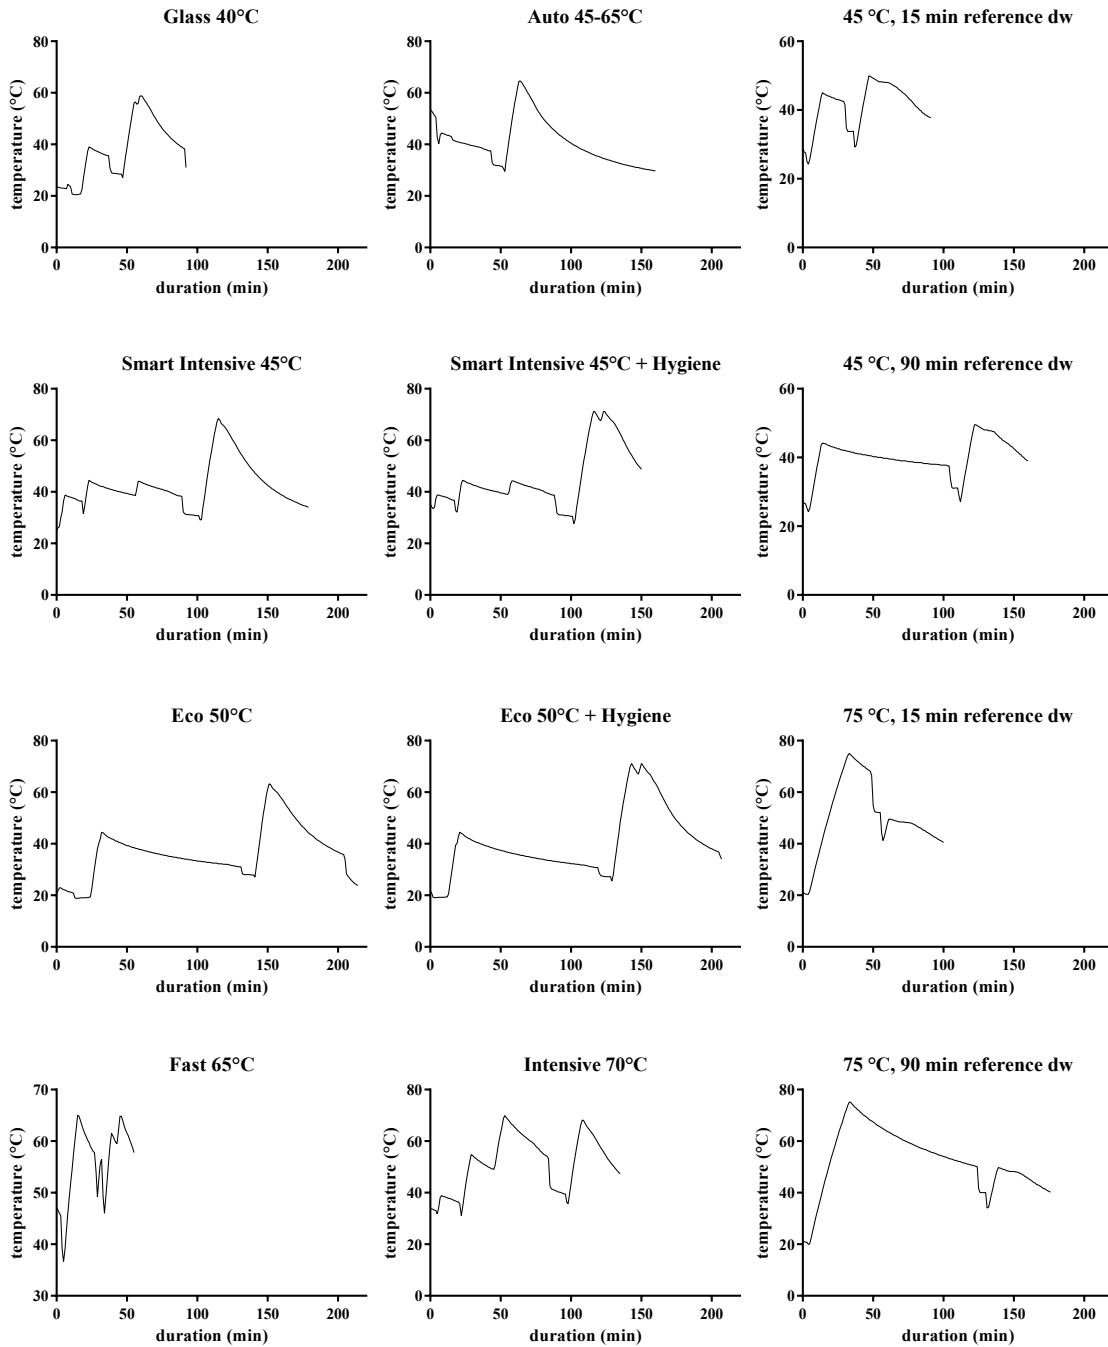 Glass 40°C
Auto 45-65°C
45 °C, 15 min reference dw
80
60
40
20
0
temperature (°C)
0 50 100 150 200
duration (min)
80
60
40
20
0
temperature (°C)
0 50 100 150 200
duration (min)
60
40
20
0
temperature (°C)
0 50 100 150 200
duration (min)
Smart Intensive 45°C
Smart Intensive 45°C + Hygiene
45 °C, 90 min reference dw
80
60
40
20
0
temperature (°C)
0 50 100 150 200
duration (min)
80
60
40
20
0
temperature (°C)
0 50 100 150 200
duration (min)
60
40
20
0
temperature (°C)
0 50 100 150 200
duration (min)
Eco 50°C
Eco 50°C + Hygiene
75 °C, 15 min reference dw
80
60
40
20
0
temperature (°C)
0 50 100 150 200
duration (min)
80
60
40
20
0
temperature (°C)
0 50 100 150 200
duration (min)
80
60
40
20
0
temperature (°C)
0 50 100 150 200
duration (min)
Fast 65°C
Intensive 70°C
75 °C, 90 min reference dw
70
60
50
40
30
temperature (°C)
0 50 100 150 200
duration (min)
80
60
40
20
0
temperature (°C)
0 50 100 150 200
duration (min)
80
60
40
20
0
temperature (°C)
0 50 100 150 200
duration (min)